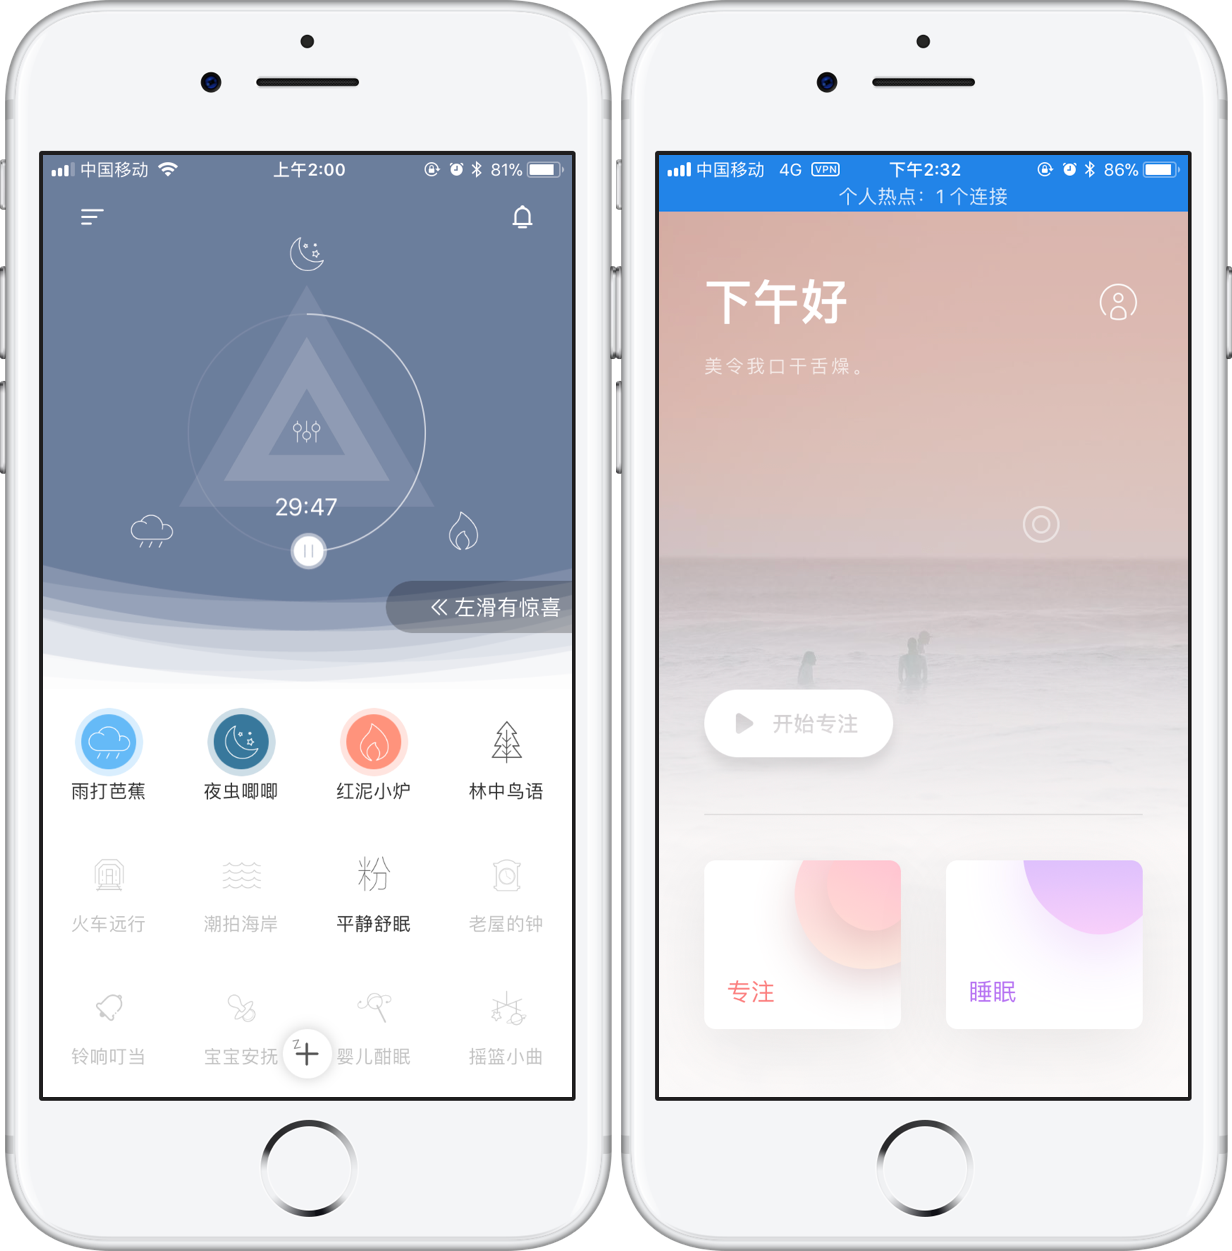 中国移动 上午2:00 81%
29:47
左滑有惊喜
雨打芭蕉 夜虫唧唧 红泥小炉 林中鸟语
粉
火车远行 潮拍海岸 平静舒眠 老屋的钟
z
铃响叮当 宝宝安抚 婴儿酣眠 摇篮小曲
中国移动 4G VPN 下午2:32 86%
个人热点：1 个连接
下午好
美令我口干舌燥。
开始专注
专注 睡眠